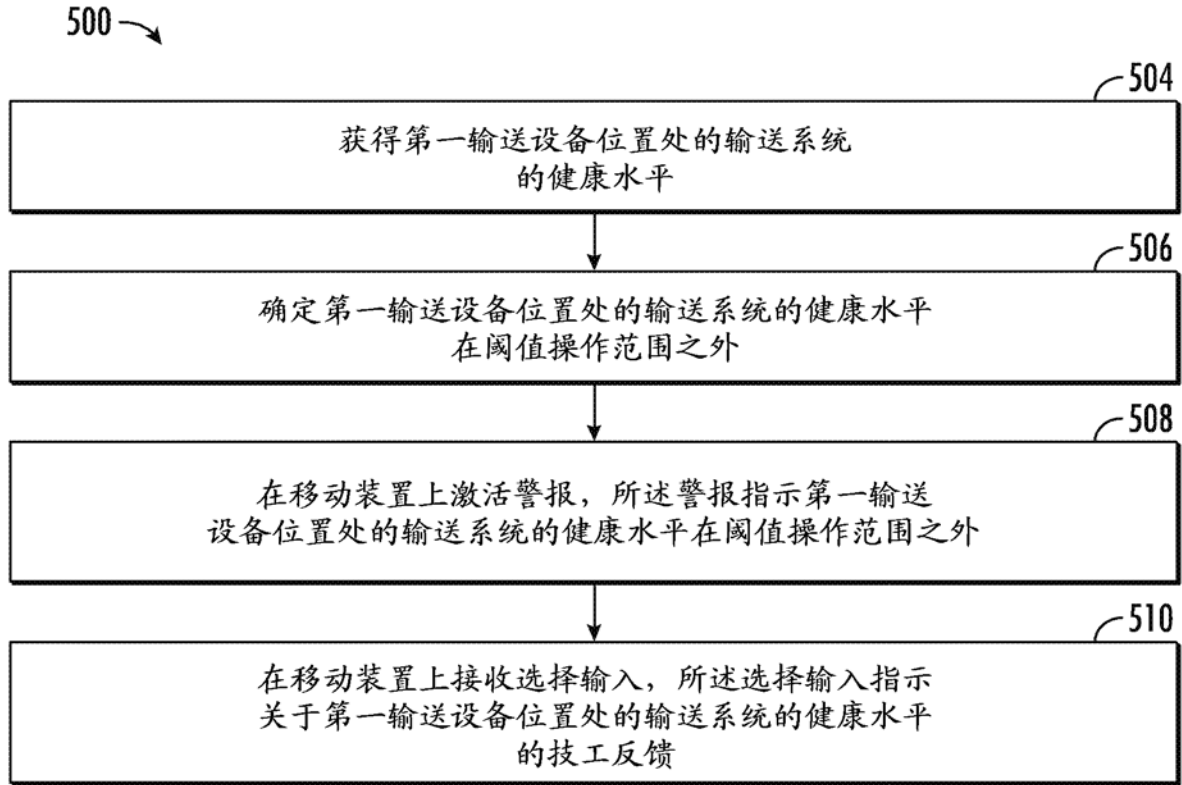 500
504
获得第一输送设备位置处的输送系统
的健康水平
506
确定第一输送设备位置处的输送系统的健康水平
在阈值操作范围之外
508
在移动装置上激活警报，所述警报指示第一输送
设备位置处的输送系统的健康水平在阈值操作范围之外
510
在移动装置上接收选择输入，所述选择输入指示
关于第一输送设备位置处的输送系统的健康水平
的技工反馈